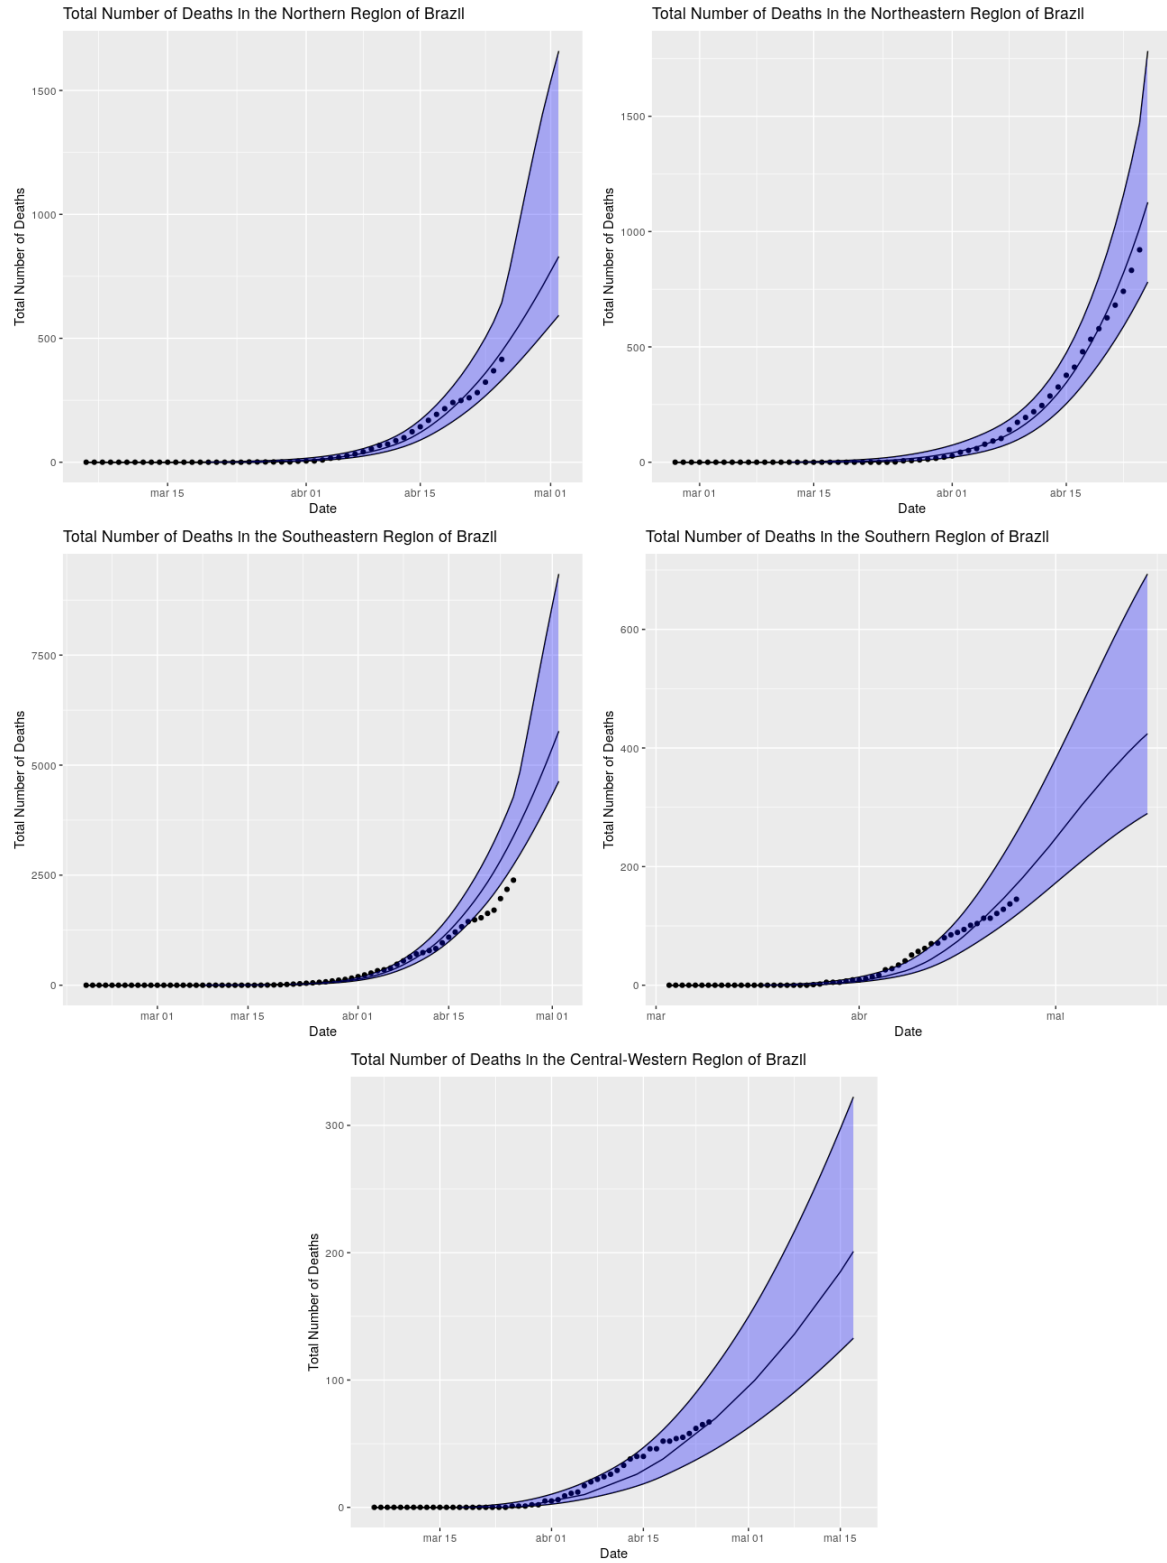 Total Number of Deaths in the Northern Region of Brazil
Total Number of Deaths in the Northeastern Region of Brazil
Total Number of Deaths
1500
1000
500
0
mar 15
abr 01
abr 15
mai 01
Date
Total Number of Deaths
1500
1000
500
0
mar 01
mar 15
abr 01
abr 15
Date
Total Number of Deaths in the Southeastern Region of Brazil
Total Number of Deaths in the Southern Region of Brazil
Total Number of Deaths
7500
5000
2500
0
mar 01
mar 15
abr 01
abr 15
mai 01
Date
Total Number of Deaths
600
400
200
0
mar
abr
mai
Date
Total Number of Deaths in the Central-Western Region of Brazil
Total Number of Deaths
300
200
100
0
mar 15
abr 01
abr 15
mai 01
mai 15
Date